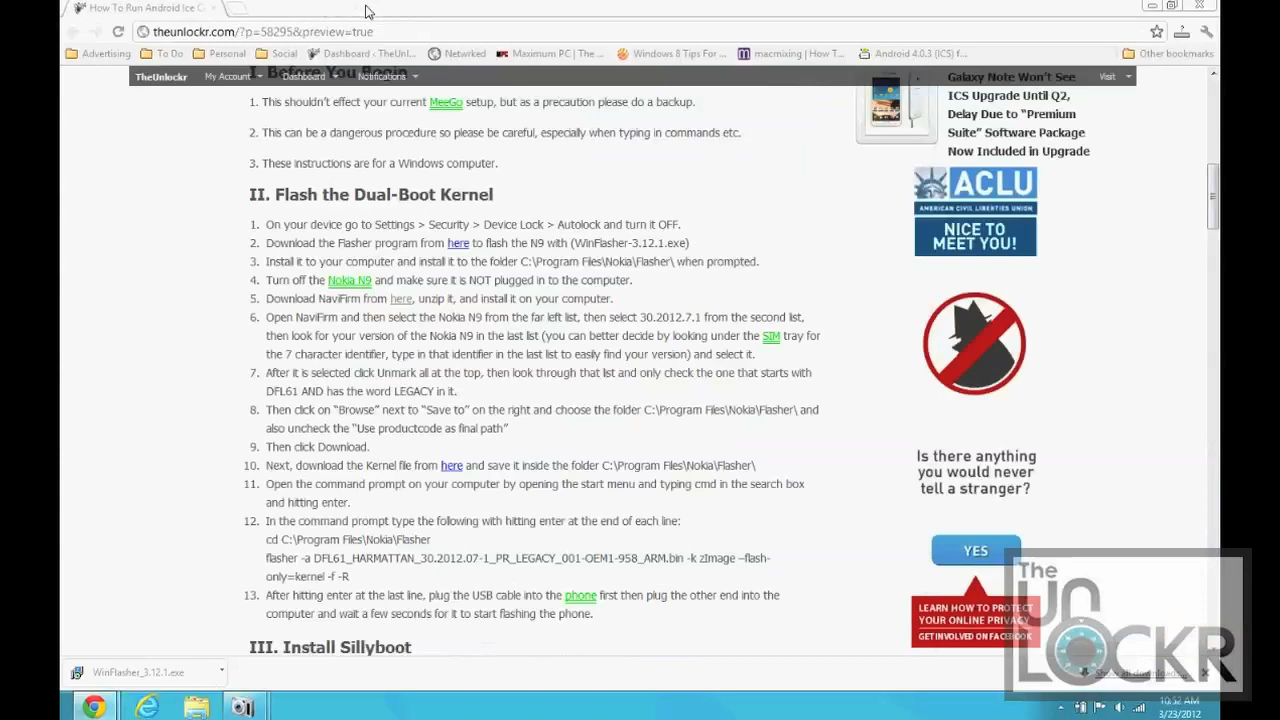 How To Run Android Ice C
theunlockr.com/?p=58295&preview=true
Advertising To Do Personal Social Dashboard ‹ TheUnl... Netwrked Maximum PC | The ... Windows 8 Tips For ... macmixing | How T... Android 4.0.3 (ICS) f... Other bookmarks
I. Before You Begin
TheUnlockr My Account Dashboard Notifications Visit
1. This shouldn't effect your current MeeGo setup, but as a precaution please do a backup.
2. This can be a dangerous procedure so please be careful, especially when typing in commands etc.
3. These instructions are for a Windows computer.
II. Flash the Dual-Boot Kernel
1. On your device go to Settings > Security > Device Lock > Autolock and turn it OFF.
2. Download the Flasher program from here to flash the N9 with (WinFlasher-3.12.1.exe)
3. Install it to your computer and install it to the folder C:\Program Files\Nokia\Flasher\ when prompted.
4. Turn off the Nokia N9 and make sure it is NOT plugged in to the computer.
5. Download NaviFirm from here, unzip it, and install it on your computer.
6. Open NaviFirm and then select the Nokia N9 from the far left list, then select 30.2012.7.1 from the second list,
then look for your version of the Nokia N9 in the last list (you can better decide by looking under the SIM tray for
the 7 character identifier, type in that identifier in the last list to easily find your version) and select it.
7. After it is selected click Unmark all at the top, then look through that list and only check the one that starts with
DFL61 AND has the word LEGACY in it.
8. Then click on "Browse" next to "Save to" on the right and choose the folder C:\Program Files\Nokia\Flasher\ and
also uncheck the "Use productcode as final path"
9. Then click Download.
10. Next, download the Kernel file from here and save it inside the folder C:\Program Files\Nokia\Flasher\
11. Open the command prompt on your computer by opening the start menu and typing cmd in the search box
and hitting enter.
12. In the command prompt type the following with hitting enter at the end of each line:
cd C:\Program Files\Nokia\Flasher
flasher -a DFL61_HARMATTAN_30.2012.07-1_PR_LEGACY_001-OEM1-958_ARM.bin -k zImage –flash-
only=kernel -f -R
13. After hitting enter at the last line, plug the USB cable into the phone first then plug the other end into the
computer and wait a few seconds for it to start flashing the phone.
III. Install Sillyboot
Galaxy Note Won't See
ICS Upgrade Until Q2,
Delay Due to "Premium
Suite" Software Package
Now Included in Upgrade
ACLU
AMERICAN CIVIL LIBERTIES UNION
NICE TO
MEET YOU!
Is there anything
you would never
tell a stranger?
YES
LEARN HOW TO PROTECT
YOUR ONLINE PRIVACY
GET INVOLVED ON FACEBOOK
The
UNLOCKR
WinFlasher_3.12.1.exe
Show all downloads...
10:52 AM
3/23/2012